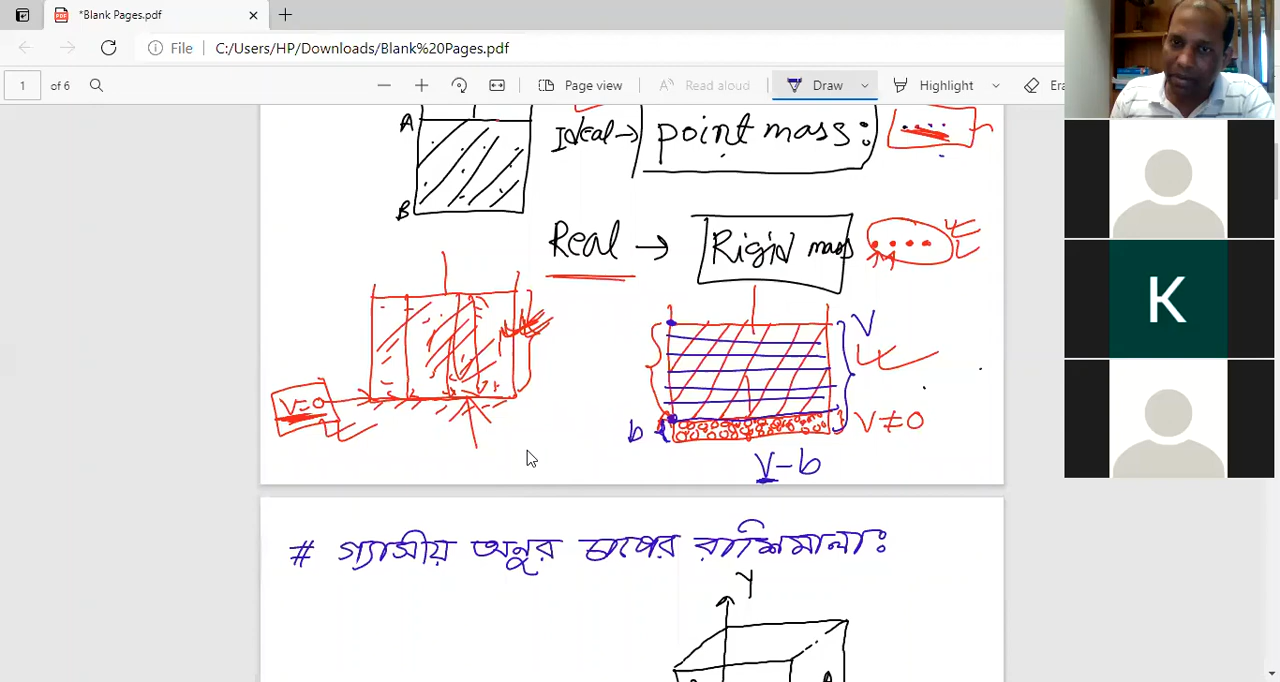 *Blank Pages.pdf
File C:/Users/HP/Downloads/Blank%20Pages.pdf
1 of 6 Page view Read aloud Draw Highlight Era
A
B
Ideal → point mass:
Real → Rigid mass
V=0
V
b
V≠0
V-b
# গ্যাসীয় অনুর চাপের রাশিমালাঃ
Y
A
K